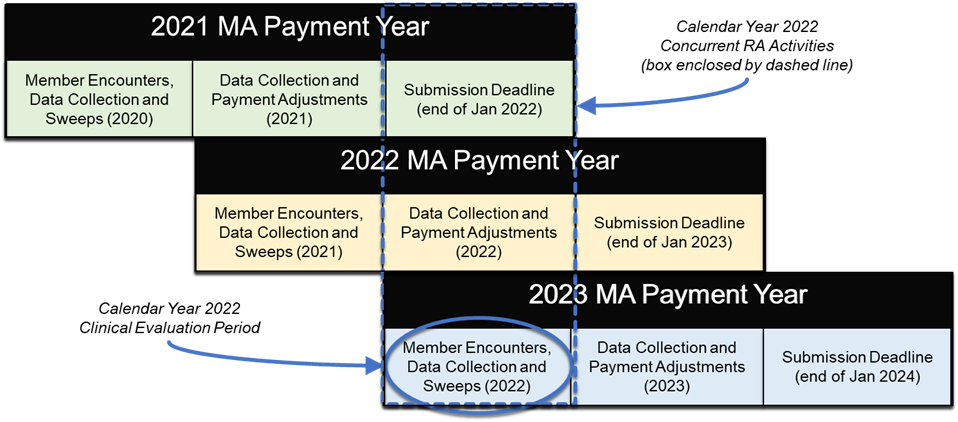 2021 MA Payment Year
Calendar Year 2022
Concurrent RA Activities
(box enclosed by dashed line)
Member Encounters,
Data Collection and
Sweeps (2020)
Data Collection and
Payment Adjustments
(2021)
Submission Deadline
(end of Jan 2022)
2022 MA Payment Year
Member Encounters,
Data Collection and
Sweeps (2021)
Data Collection and
Payment Adjustments
(2022)
Submission Deadline
(end of Jan 2023)
2023 MA Payment Year
Calendar Year 2022
Clinical Evaluation Period
Member Encounters,
Data Collection and
Sweeps (2022)
Data Collection and
Payment Adjustments
(2023)
Submission Deadline
(end of Jan 2024)